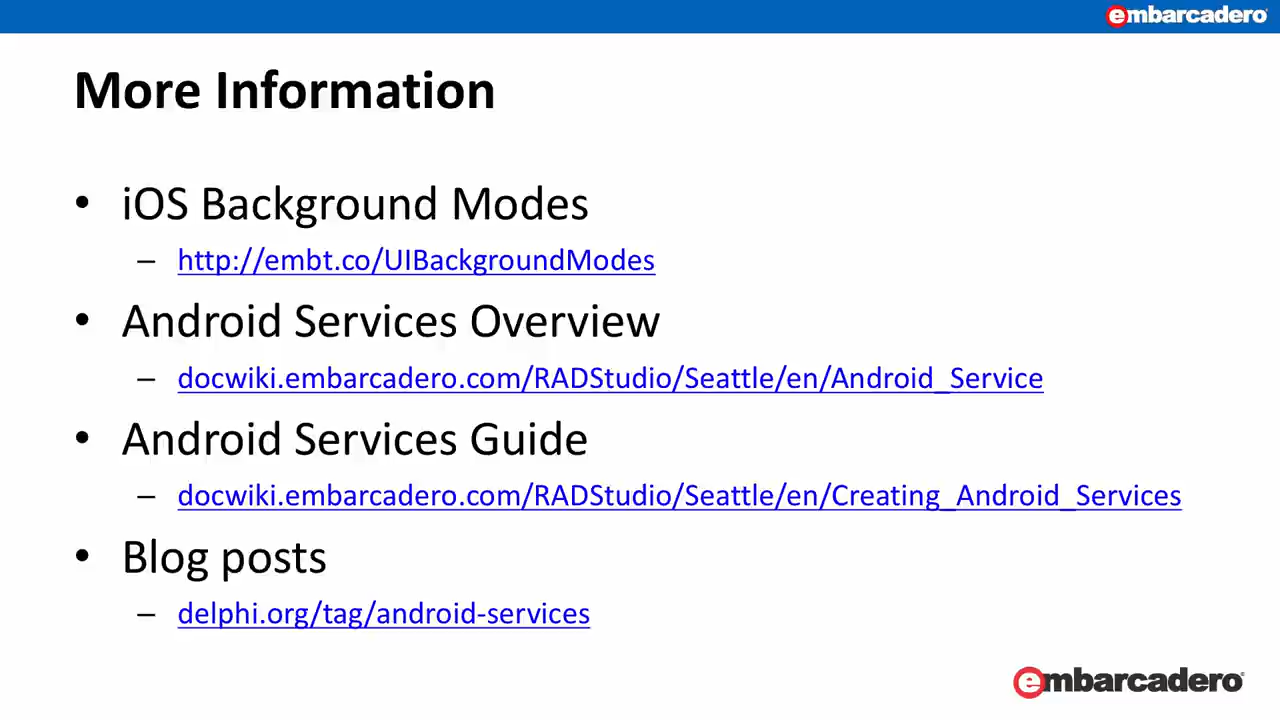 embarcadero
More Information
• iOS Background Modes
– http://embt.co/UIBackgroundModes
• Android Services Overview
– docwiki.embarcadero.com/RADStudio/Seattle/en/Android_Service
• Android Services Guide
– docwiki.embarcadero.com/RADStudio/Seattle/en/Creating_Android_Services
• Blog posts
– delphi.org/tag/android-services
embarcadero